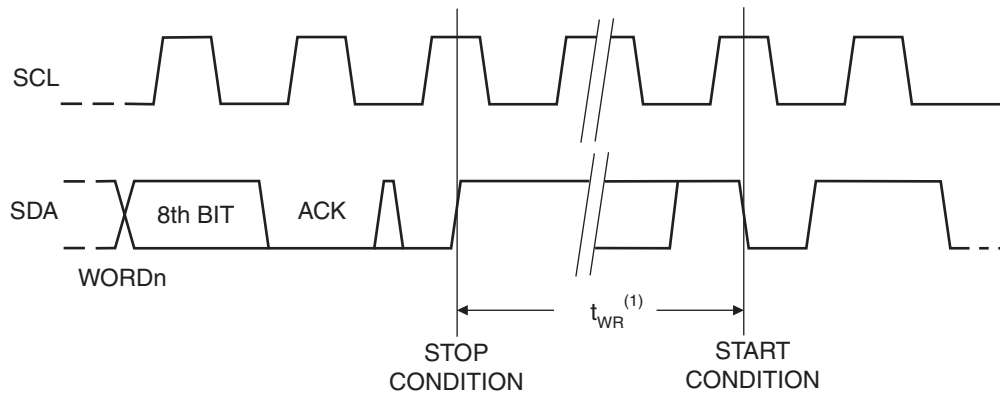 SCL
SDA
8th BIT
ACK
WORDn
tWR(1)
STOP
CONDITION
START
CONDITION